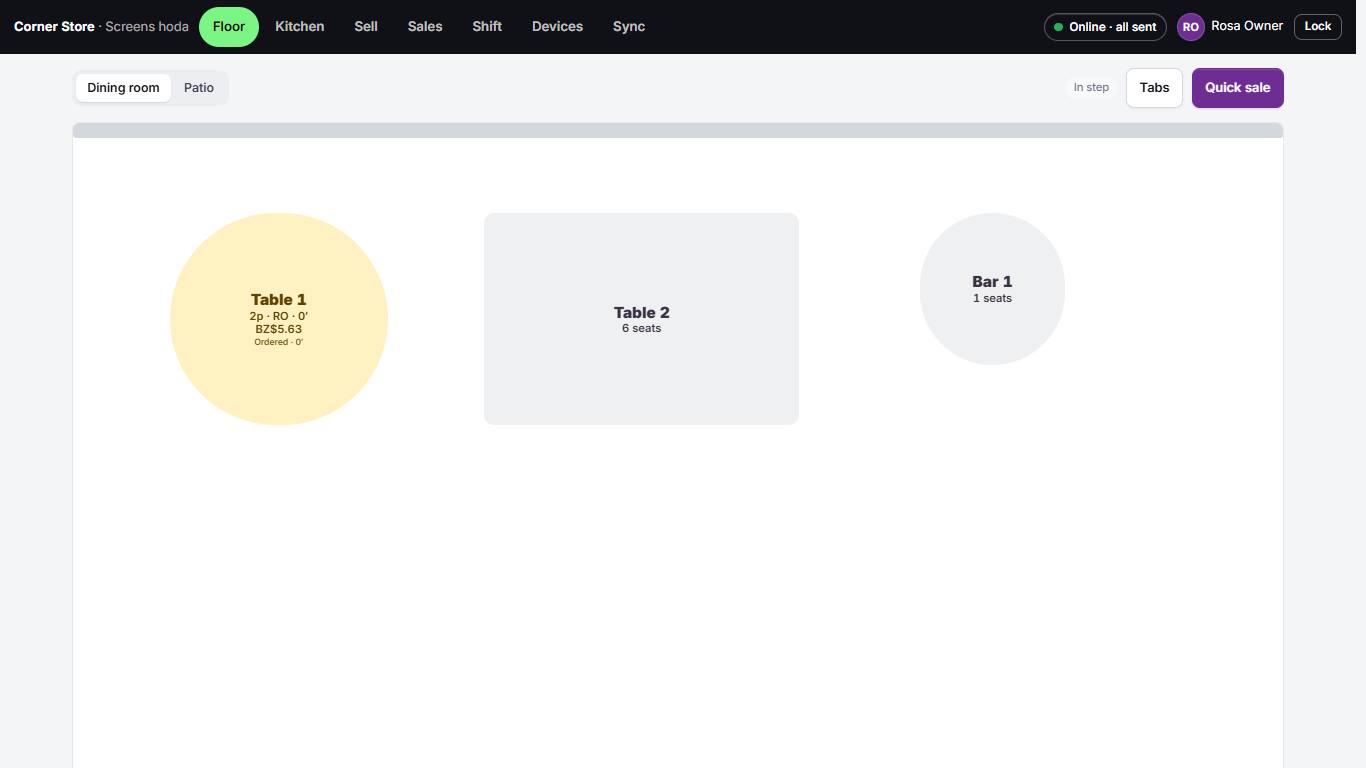 Corner Store · Screens hoda Floor Kitchen Sell Sales Shift Devices Sync Online · all sent RO Rosa Owner Lock
Dining room Patio In step Tabs Quick sale
Table 1
2p · RO · 0′
BZ$5.63
Ordered · 0′
Table 2
6 seats
Bar 1
1 seats